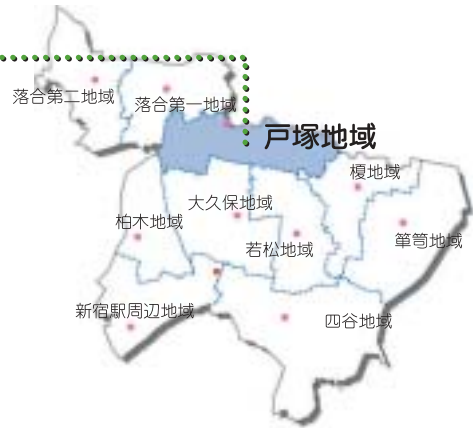 落合第二地域
落合第一地域
戸塚地域
榎地域
大久保地域
柏木地域
若松地域
箪笥地域
新宿駅周辺地域
四谷地域